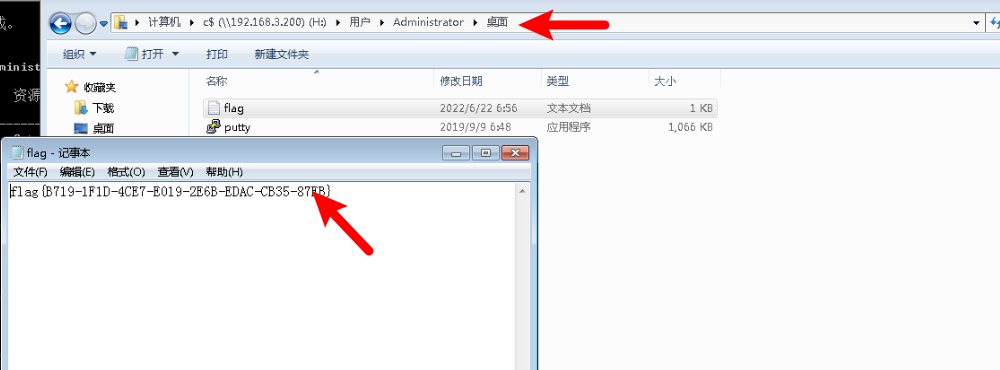 载。
计算机 ▸ c$ (\\192.168.3.200) (H:) ▸ 用户 ▸ Administrator ▸ 桌面
组织 打开 打印 新建文件夹
minist
收藏夹
名称 修改日期 类型 大小
资源
下载
flag 2022/6/22 6:56 文本文档 1 KB
桌面
putty 2019/9/9 6:48 应用程序 1,066 KB
flag - 记事本
文件(F) 编辑(E) 格式(O) 查看(V) 帮助(H)
flag{B719-1F1D-4CE7-E019-2E6B-EDAC-CB35-87EB}